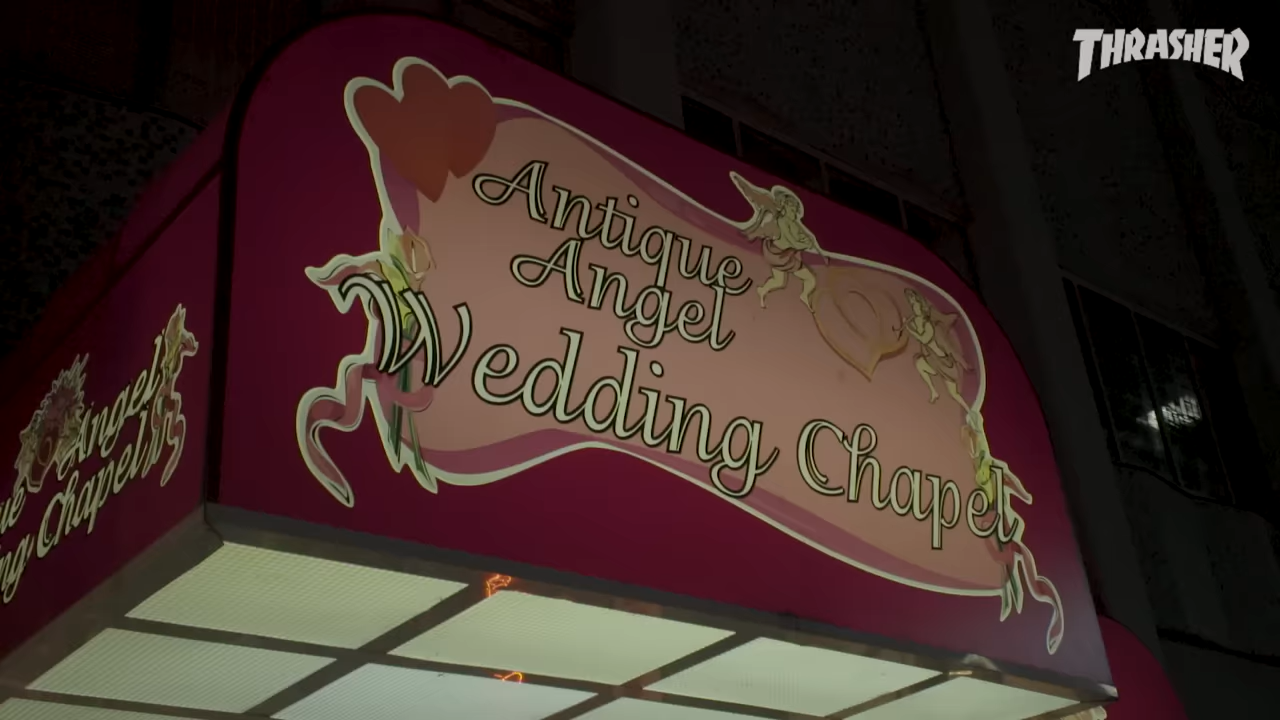 THRASHER
Antique
Angel
Wedding Chapel
Angel
Chapel